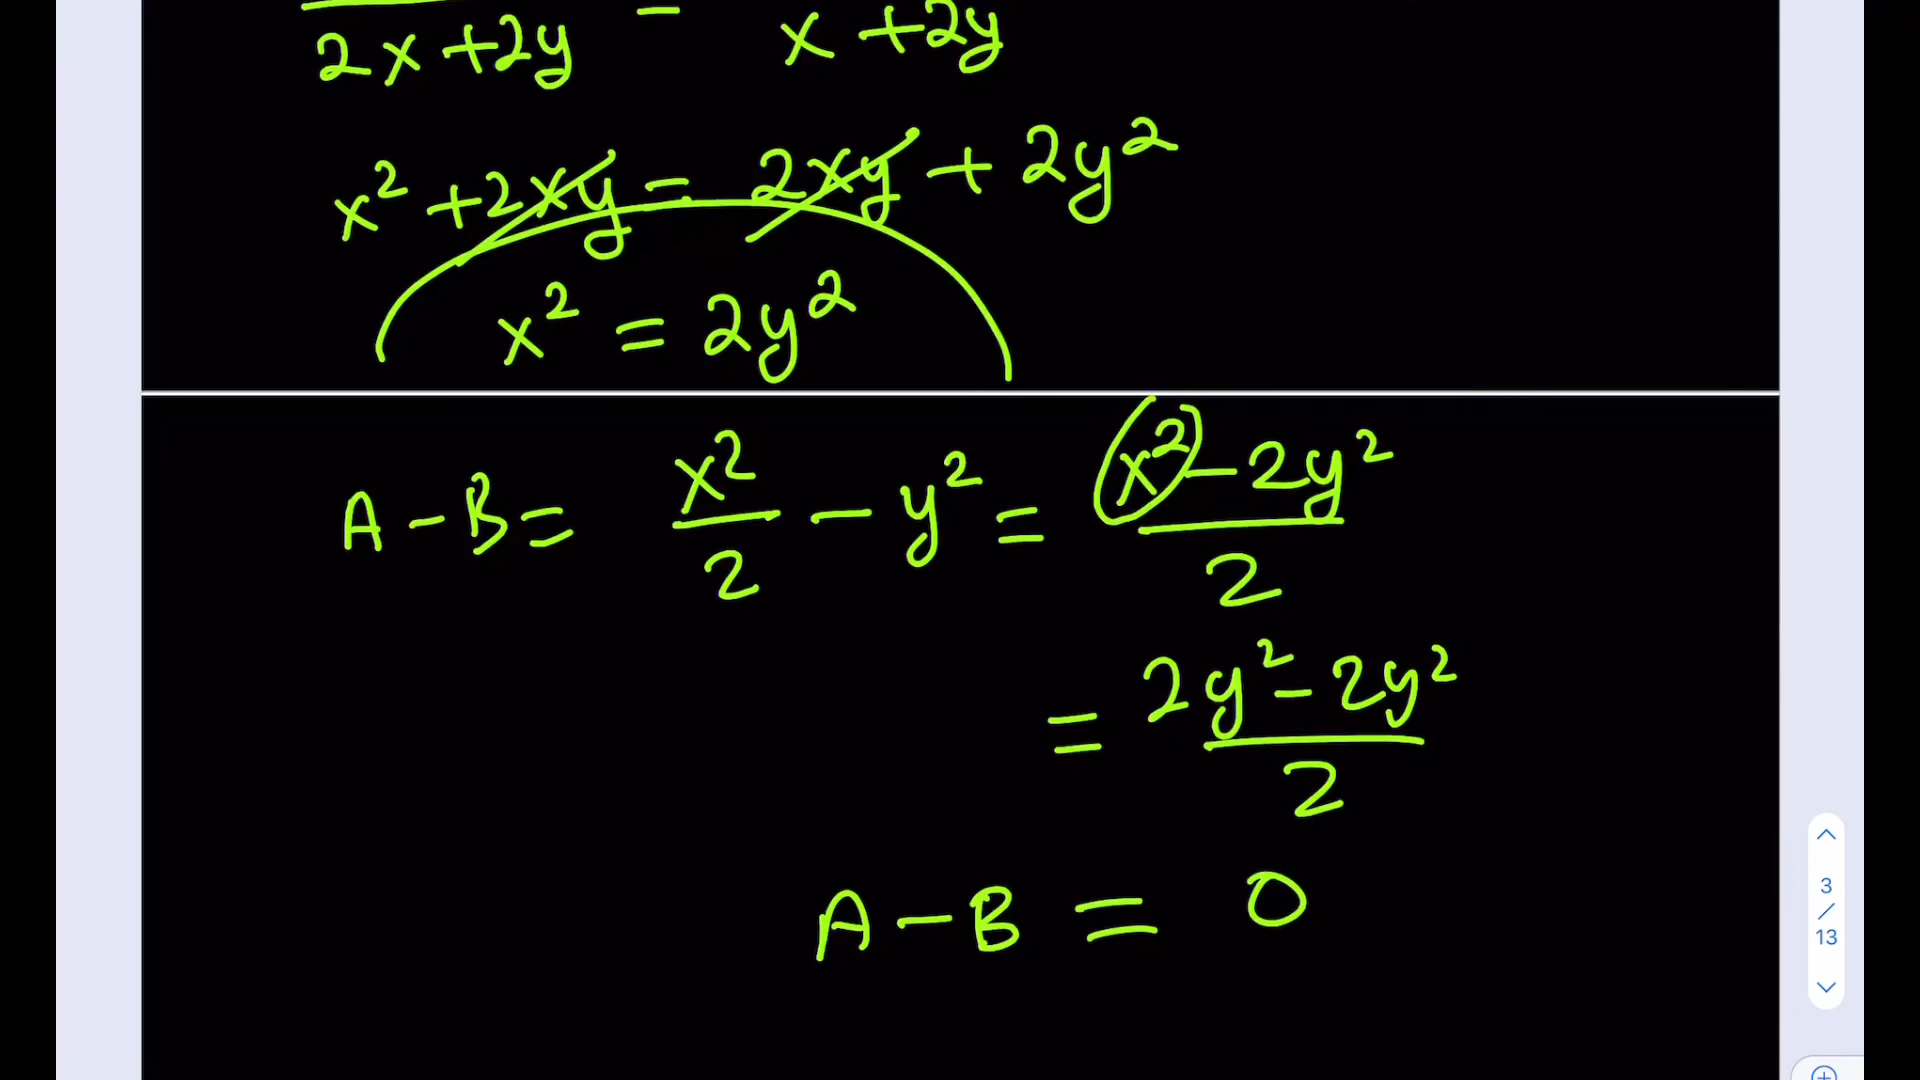 2x+2y = x+2y
x² + 2xy = 2xy + 2y²
x² = 2y²
A - B = x²/2 - y² = (x² - 2y²)/2
= (2y² - 2y²)/2
A - B = 0
3
/
13